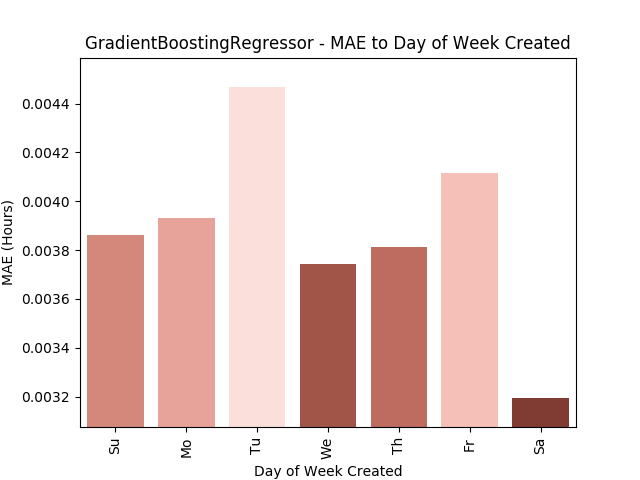 GradientBoostingRegressor - MAE to Day of Week Created
MAE (Hours)
0.0044
0.0042
0.0040
0.0038
0.0036
0.0034
0.0032
Su
Mo
Tu
We
Th
Fr
Sa
Day of Week Created